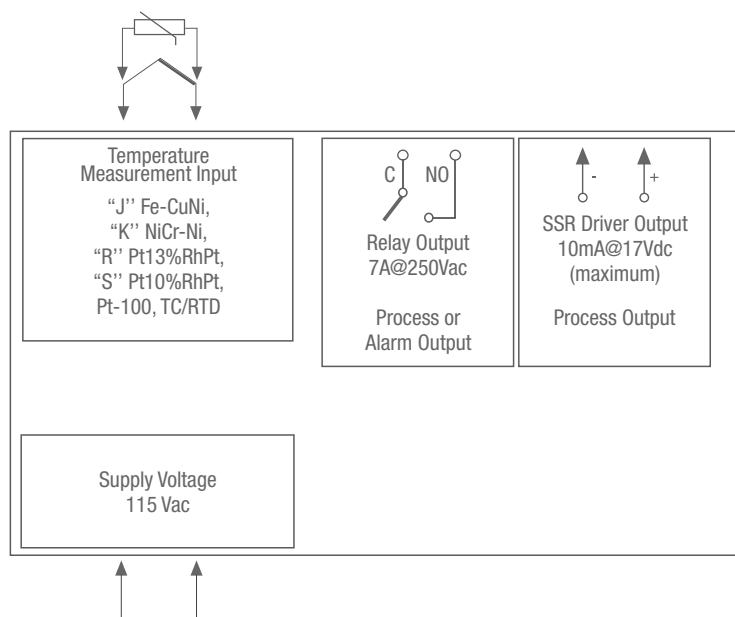 Temperature
Measurement Input
“J’’ Fe-CuNi,
“K’’ NiCr-Ni,
“R’’ Pt13%RhPt,
“S’’ Pt10%RhPt,
Pt-100, TC/RTD
C NO
Relay Output
7A@250Vac
Process or
Alarm Output
- +
SSR Driver Output
10mA@17Vdc
(maximum)
Process Output
Supply Voltage
115 Vac